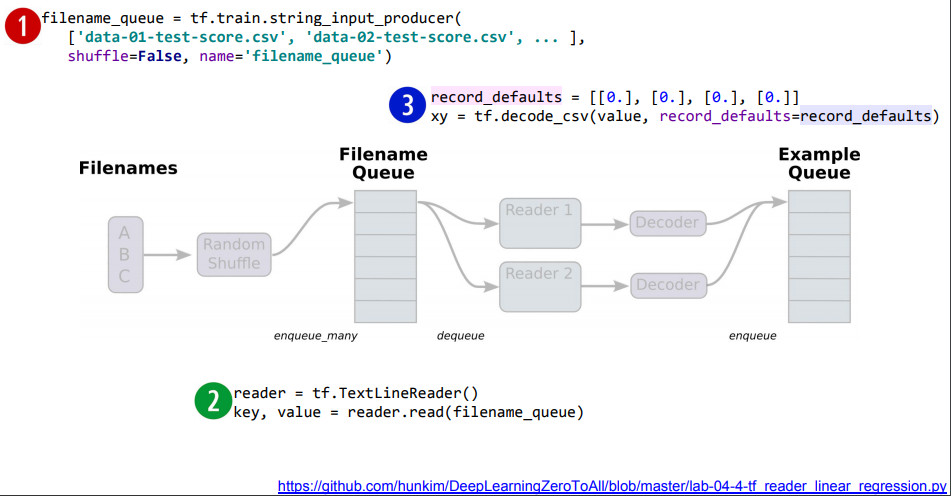 1
filename_queue = tf.train.string_input_producer(
['data-01-test-score.csv', 'data-02-test-score.csv', ... ],
shuffle=False, name='filename_queue')
3
record_defaults = [[0.], [0.], [0.], [0.]]
xy = tf.decode_csv(value, record_defaults=record_defaults)
Filenames
Filename
Queue
Example
Queue
A
B
C
Random
Shuffle
Reader 1
Decoder
Reader 2
Decoder
enqueue_many
dequeue
enqueue
2
reader = tf.TextLineReader()
key, value = reader.read(filename_queue)
https://github.com/hunkim/DeepLearningZeroToAll/blob/master/lab-04-4-tf_reader_linear_regression.py